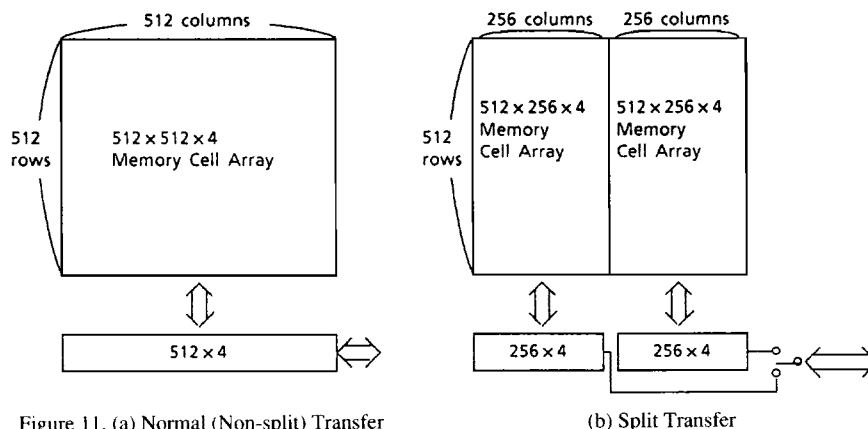 512 columns
512
rows
512 × 512 × 4
Memory Cell Array
512 × 4
Figure 11. (a) Normal (Non-split) Transfer
256 columns
256 columns
512
rows
512 × 256 × 4
Memory
Cell Array
512 × 256 × 4
Memory
Cell Array
256 × 4
256 × 4
(b) Split Transfer